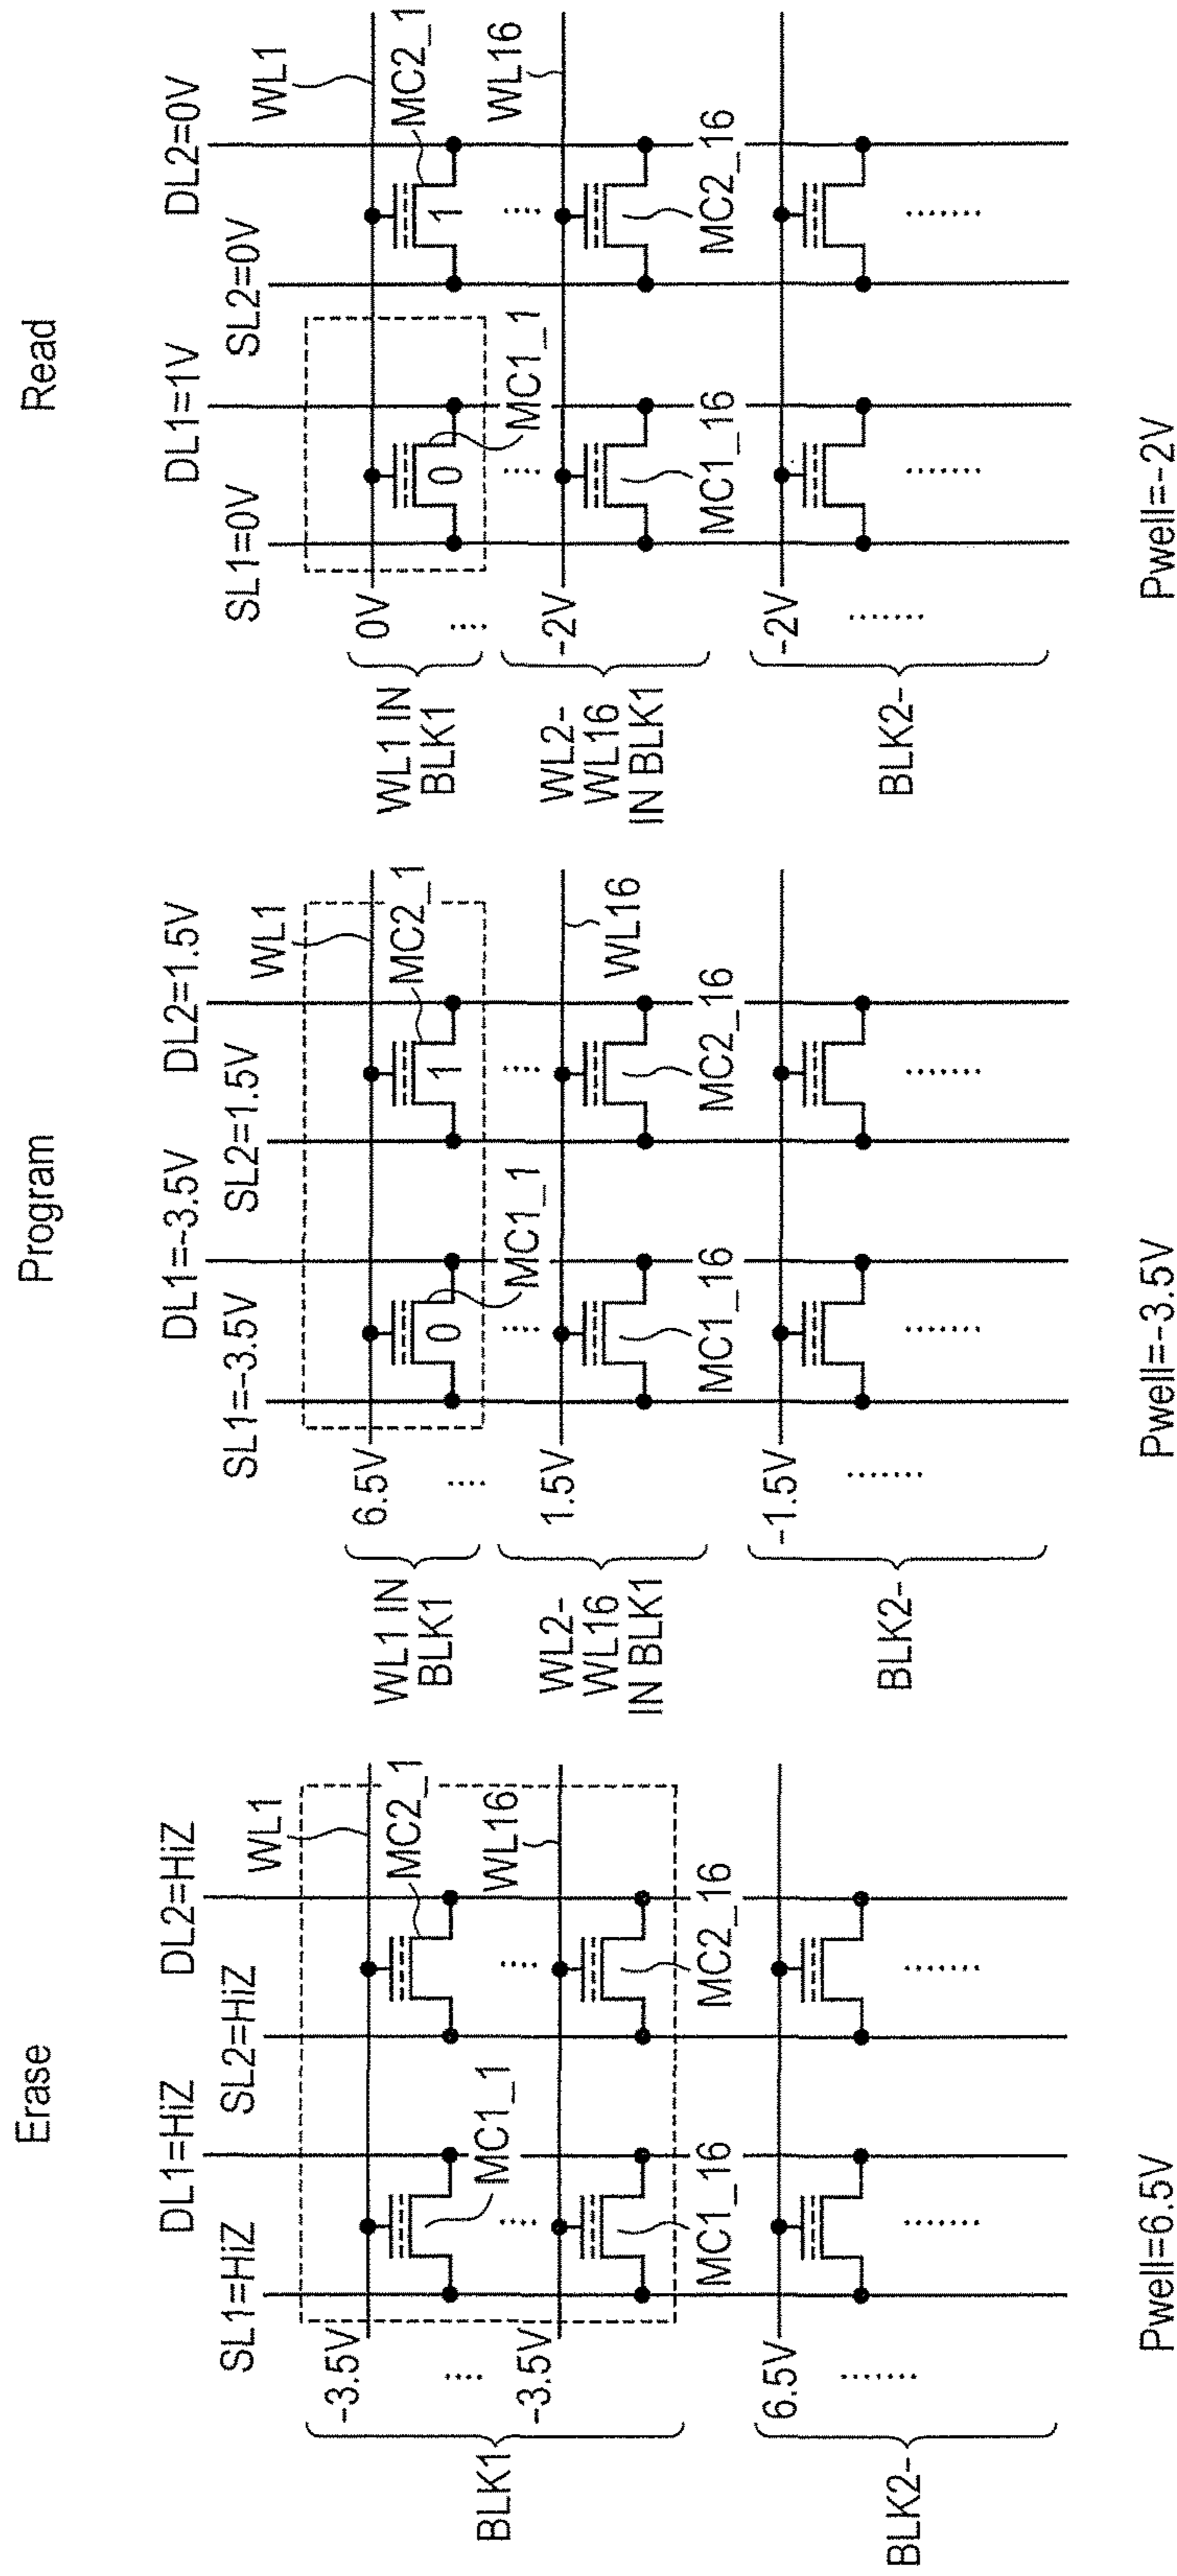 Erase
SL1=HiZ
DL1=HiZ
SL2=HiZ
DL2=HiZ
WL1
-3.5V
MC1_1
MC2_1
BLK1
WL16
-3.5V
MC1_16
MC2_16
6.5V
BLK2-
Pwell=6.5V
Program
SL1=-3.5V
DL1=-3.5V
SL2=1.5V
DL2=1.5V
WL1
6.5V
WL1 IN
BLK1
0
1
MC1_1
MC2_1
WL16
1.5V
WL2-
WL16
IN BLK1
MC1_16
MC2_16
-1.5V
BLK2-
Pwell=-3.5V
Read
SL1=0V
DL1=1V
SL2=0V
DL2=0V
WL1
0V
WL1 IN
BLK1
0
1
MC1_1
MC2_1
WL16
-2V
WL2-
WL16
IN BLK1
MC1_16
MC2_16
-2V
BLK2-
Pwell=-2V